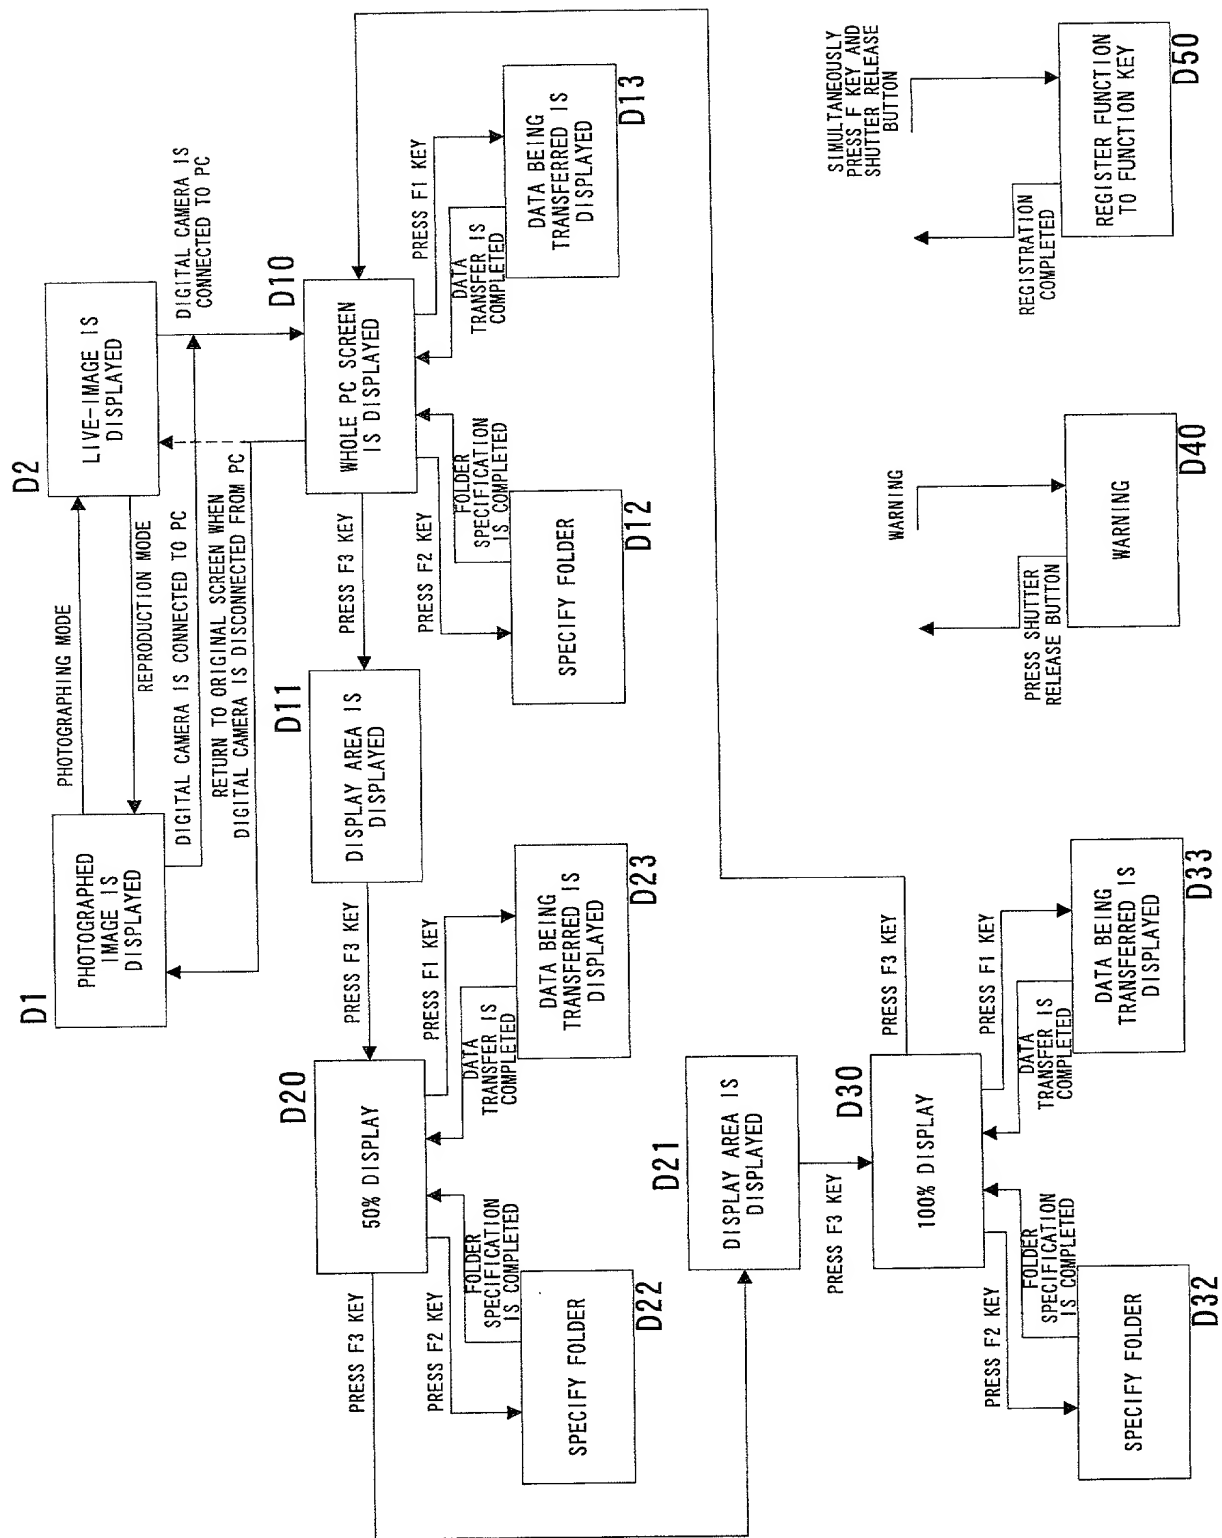 D1
PHOTOGRAPHED
IMAGE IS
DISPLAYED
PHOTOGRAPHING MODE
D2
LIVE-IMAGE IS
DISPLAYED
REPRODUCTION MODE
DIGITAL CAMERA IS CONNECTED TO PC
RETURN TO ORIGINAL SCREEN WHEN
DIGITAL CAMERA IS DISCONNECTED FROM PC
DIGITAL CAMERA IS
CONNECTED TO PC
D20
50% DISPLAY
PRESS F3 KEY
D11
DISPLAY AREA IS
DISPLAYED
PRESS F3 KEY
D10
WHOLE PC SCREEN
IS DISPLAYED
PRESS F3 KEY
PRESS F2 KEY
FOLDER
SPECIFICATION
IS COMPLETED
DATA
TRANSFER IS
COMPLETED
PRESS F1 KEY
PRESS F2 KEY
FOLDER
SPECIFICATION
IS COMPLETED
DATA
TRANSFER IS
COMPLETED
PRESS F1 KEY
SPECIFY FOLDER
D22
DATA BEING
TRANSFERRED IS
DISPLAYED
D23
SPECIFY FOLDER
D12
DATA BEING
TRANSFERRED IS
DISPLAYED
D13
D21
DISPLAY AREA IS
DISPLAYED
PRESS F3 KEY
D30
100% DISPLAY
PRESS F3 KEY
PRESS F2 KEY
FOLDER
SPECIFICATION
IS COMPLETED
DATA
TRANSFER IS
COMPLETED
PRESS F1 KEY
SPECIFY FOLDER
D32
DATA BEING
TRANSFERRED IS
DISPLAYED
D33
WARNING
PRESS SHUTTER
RELEASE BUTTON
WARNING
D40
SIMULTANEOUSLY
PRESS F KEY AND
SHUTTER RELEASE
BUTTON
REGISTRATION
COMPLETED
REGISTER FUNCTION
TO FUNCTION KEY
D50